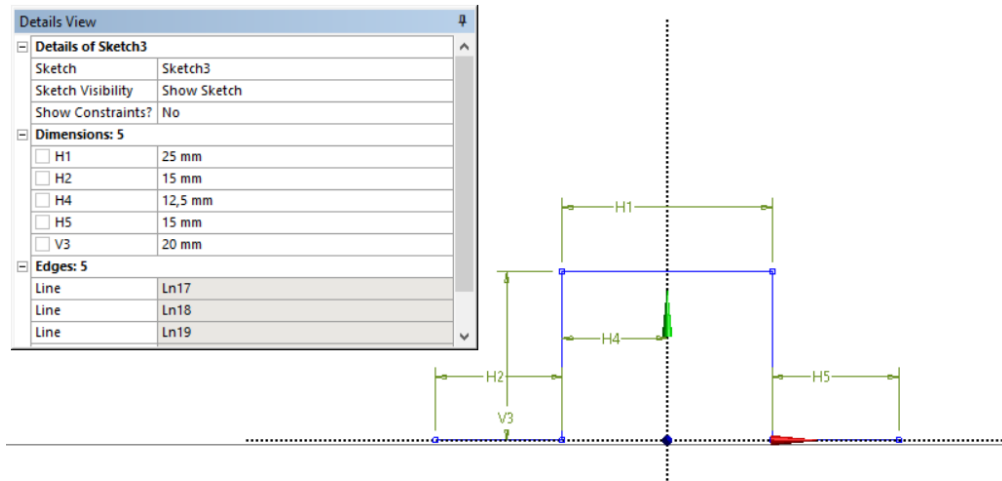 Details View
Details of Sketch3
Sketch Sketch3
Sketch Visibility Show Sketch
Show Constraints? No
Dimensions: 5
H1 25 mm
H2 15 mm
H4 12,5 mm
H5 15 mm
V3 20 mm
Edges: 5
Line Ln17
Line Ln18
Line Ln19
H1
H4
H2
H5
V3